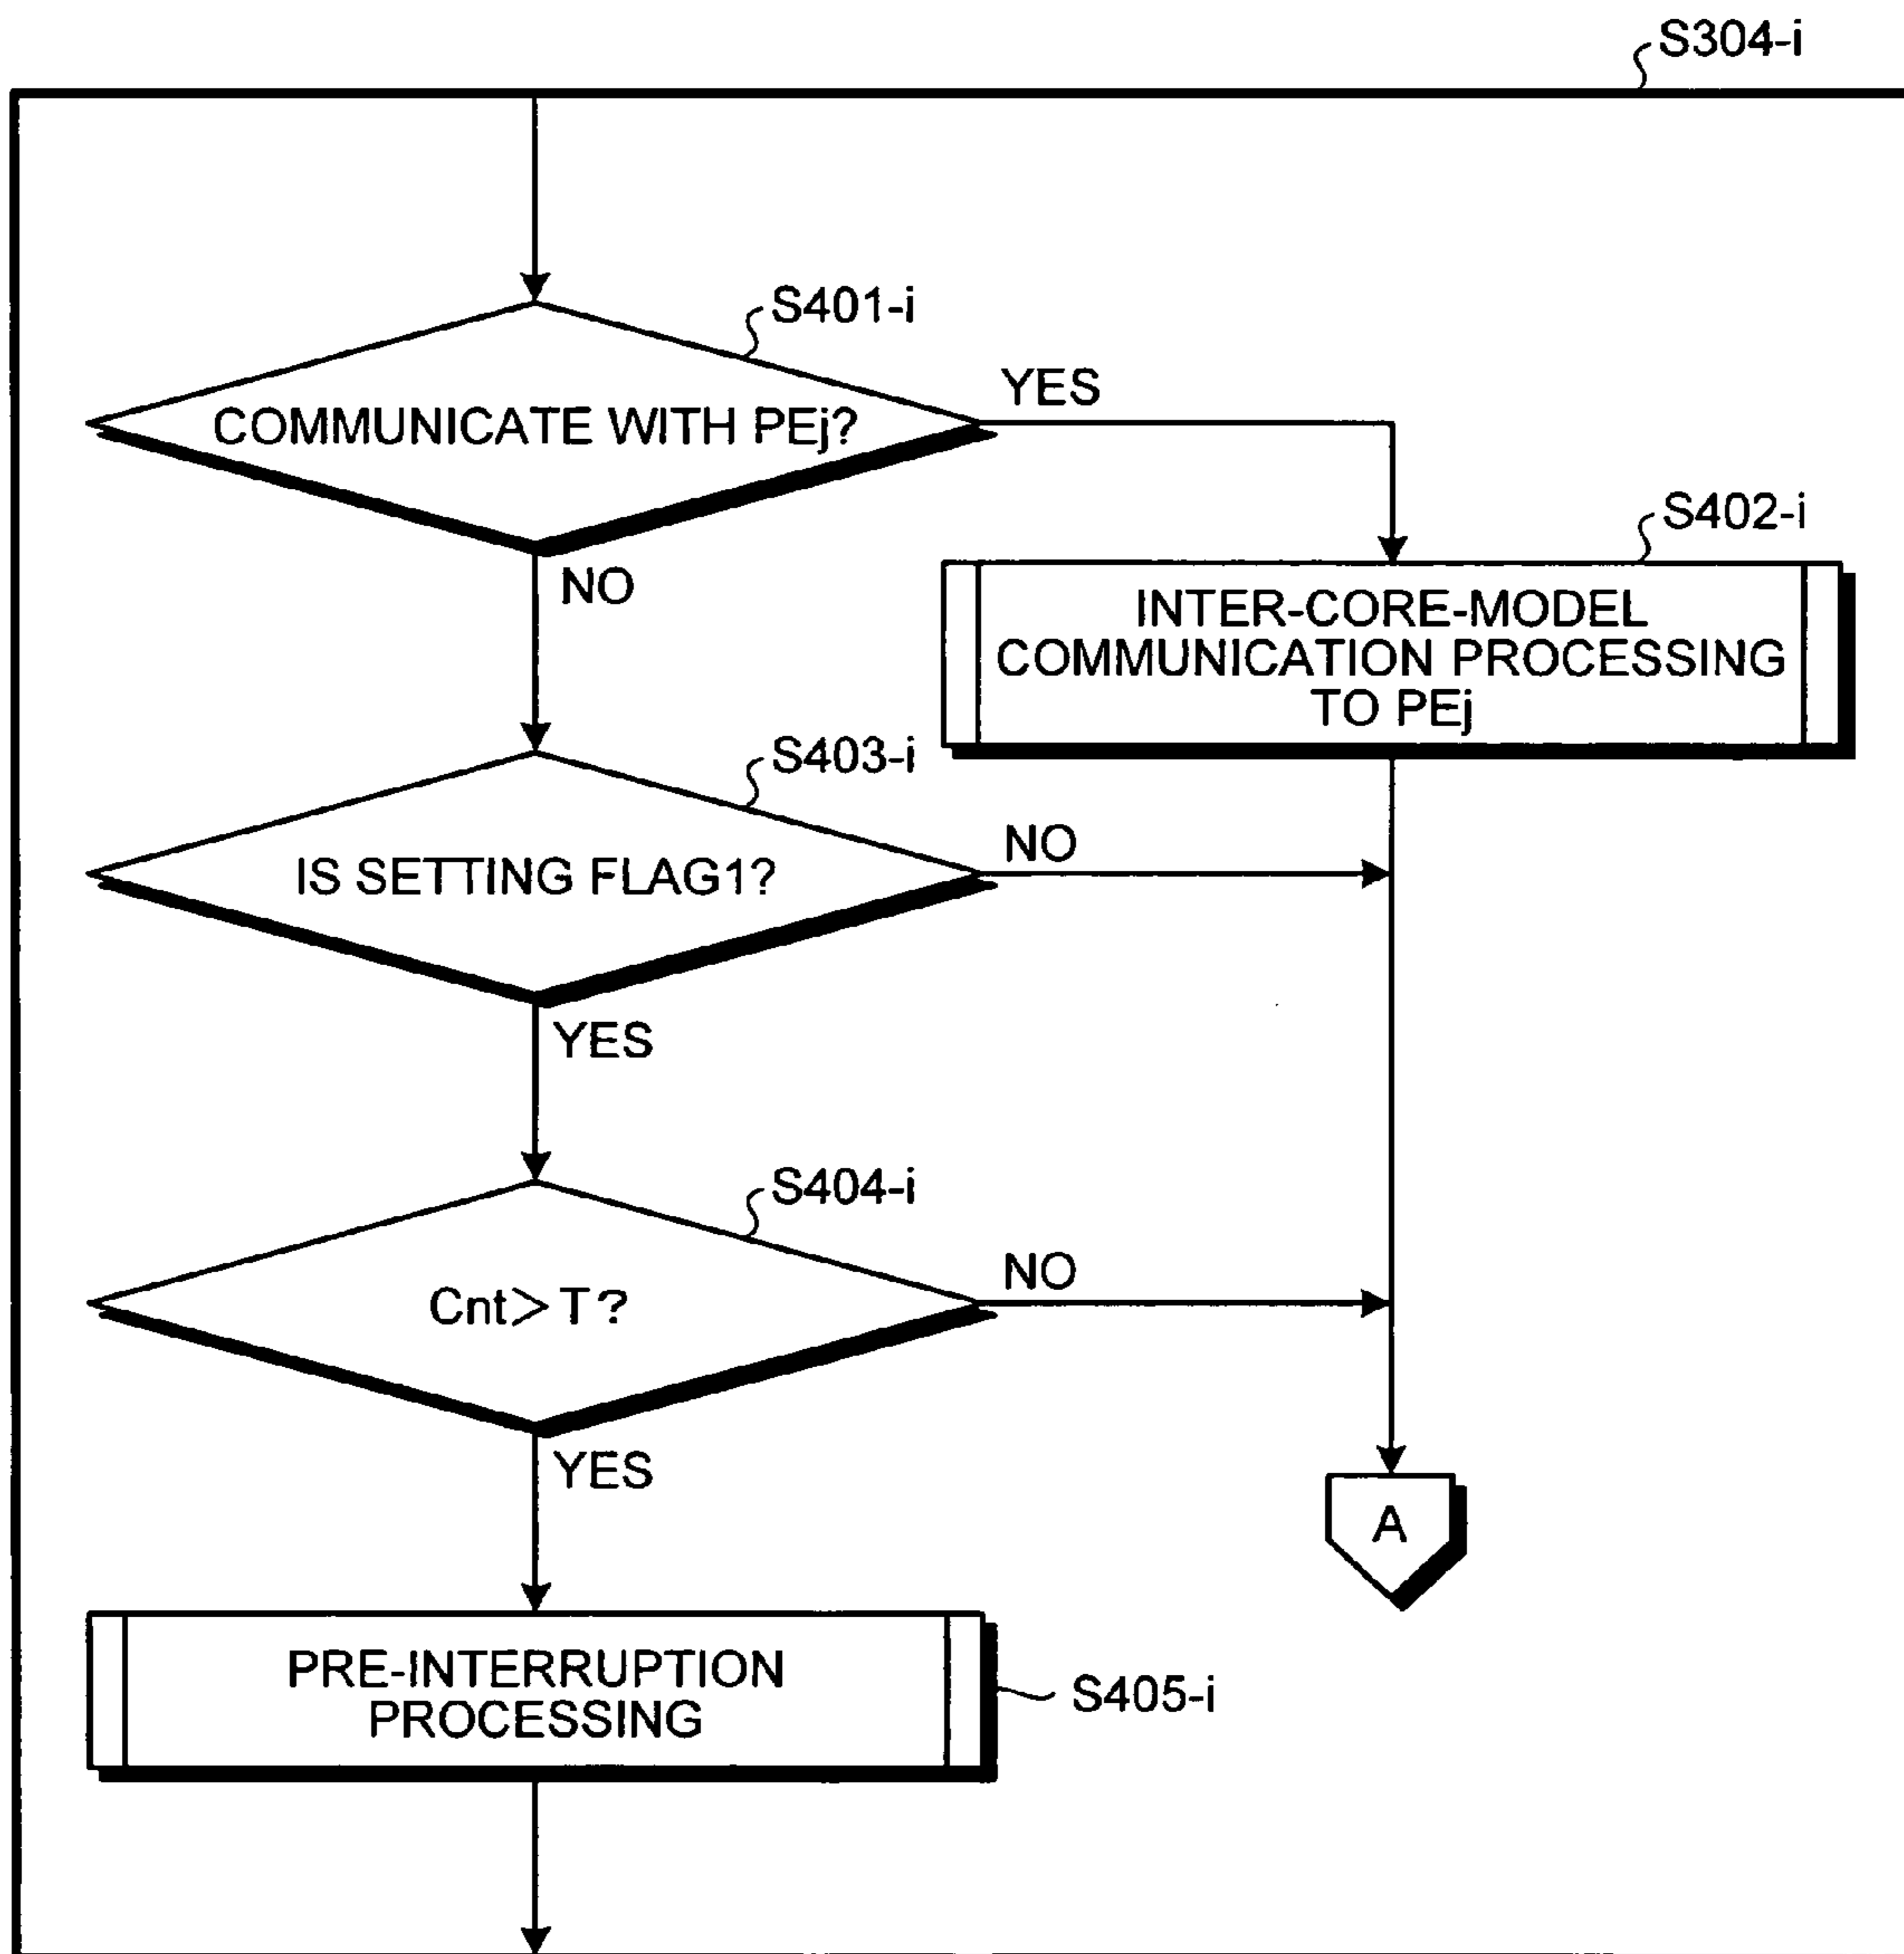 S304-i
S401-i
COMMUNICATE WITH PEj?
YES
NO
S402-i
INTER-CORE-MODEL
COMMUNICATION PROCESSING
TO PEj
S403-i
IS SETTING FLAG1?
NO
YES
S404-i
Cnt>T?
NO
YES
A
PRE-INTERRUPTION
PROCESSING
S405-i